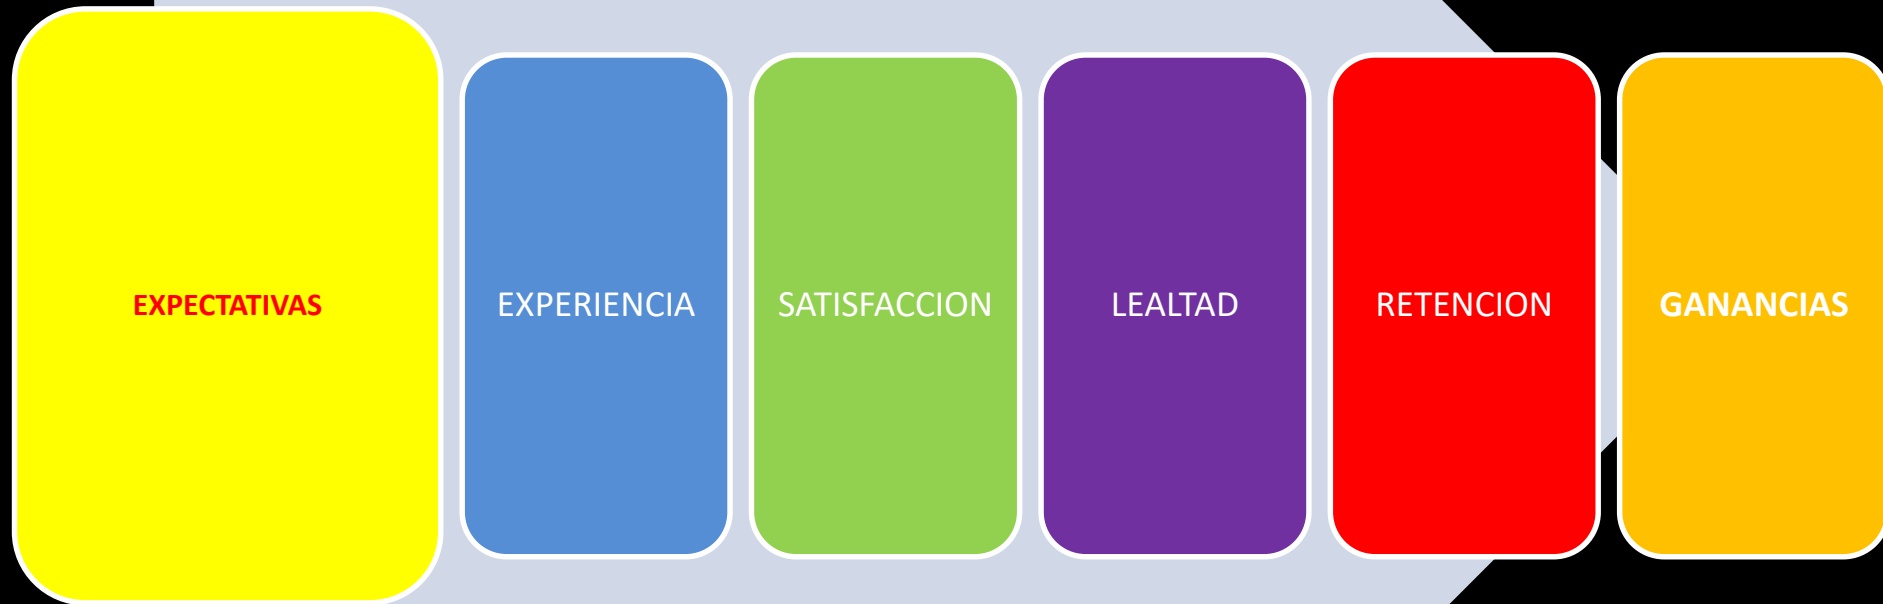 EXPECTATIVAS
EXPERIENCIA
SATISFACCION
LEALTAD
RETENCION
GANANCIAS